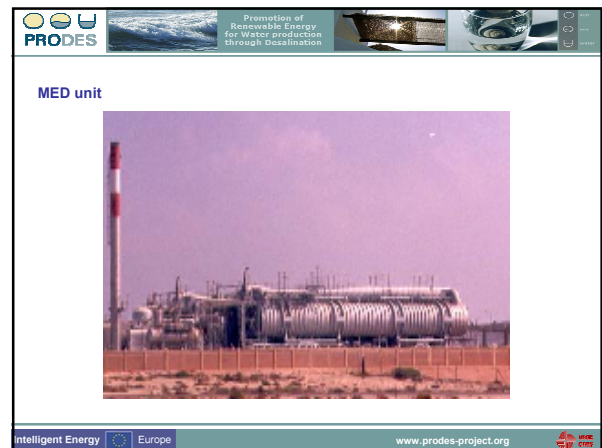 PRODES
Promotion of
Renewable Energy
for Water production
through Desalination
MED unit
Intelligent Energy Europe
www.prodes-project.org